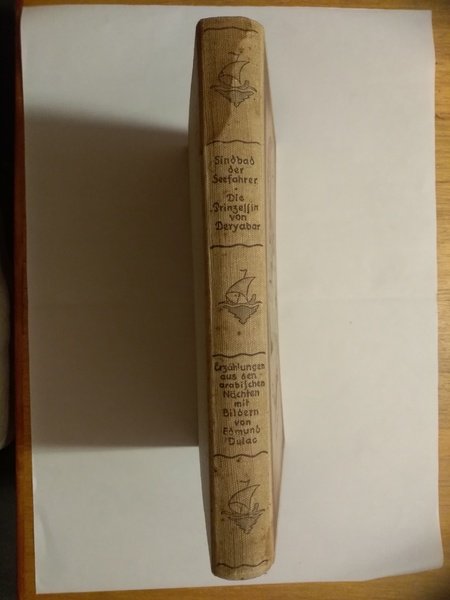 Sindbad
der
Seefahrer
-
Die
Prinzeſſin
von
Deryabar
Erzählungen
aus den
arabiſchen
Nächten
mit
Bildern
von
Edmund
Dulac